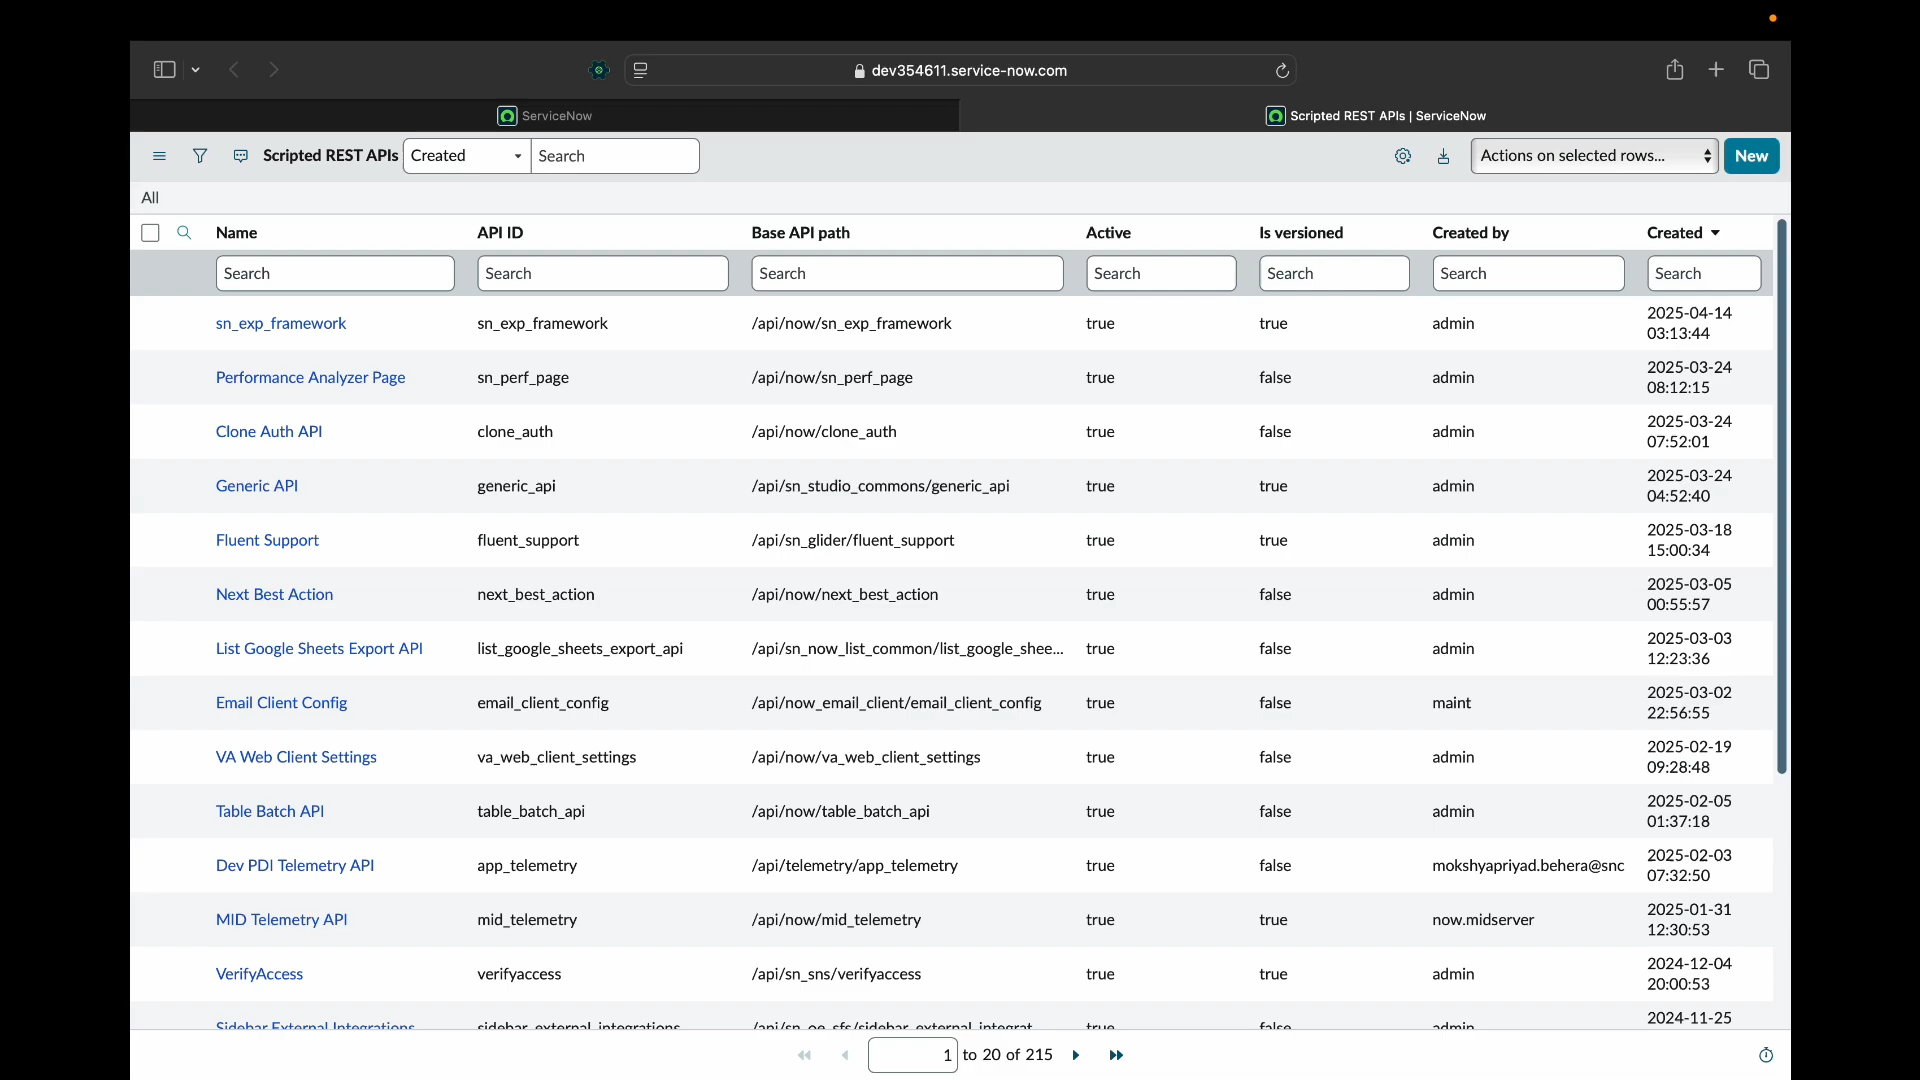 dev354611.service-now.com
ServiceNow
Scripted REST APIs | ServiceNow
Scripted REST APIs Created Search Actions on selected rows... New
All
Name API ID Base API path Active Is versioned Created by Created
Search Search Search Search Search Search Search
sn_exp_framework sn_exp_framework /api/now/sn_exp_framework true true admin 2025-04-14 03:13:44
Performance Analyzer Page sn_perf_page /api/now/sn_perf_page true false admin 2025-03-24 08:12:15
Clone Auth API clone_auth /api/now/clone_auth true false admin 2025-03-24 07:52:01
Generic API generic_api /api/sn_studio_commons/generic_api true true admin 2025-03-24 04:52:40
Fluent Support fluent_support /api/sn_glider/fluent_support true true admin 2025-03-18 15:00:34
Next Best Action next_best_action /api/now/next_best_action true false admin 2025-03-05 00:55:57
List Google Sheets Export API list_google_sheets_export_api /api/sn_now_list_common/list_google_shee... true false admin 2025-03-03 12:23:36
Email Client Config email_client_config /api/now_email_client/email_client_config true false maint 2025-03-02 22:56:55
VA Web Client Settings va_web_client_settings /api/now/va_web_client_settings true false admin 2025-02-19 09:28:48
Table Batch API table_batch_api /api/now/table_batch_api true false admin 2025-02-05 01:37:18
Dev PDI Telemetry API app_telemetry /api/telemetry/app_telemetry true false mokshyapriyad.behera@snc 2025-02-03 07:32:50
MID Telemetry API mid_telemetry /api/now/mid_telemetry true true now.midserver 2025-01-31 12:30:53
VerifyAccess verifyaccess /api/sn_sns/verifyaccess true true admin 2024-12-04 20:00:53
Sidebar External Integrations sidebar_external_integrations /api/sn_oe_sfs/sidebar_external_integrat true false admin 2024-11-25
1 to 20 of 215